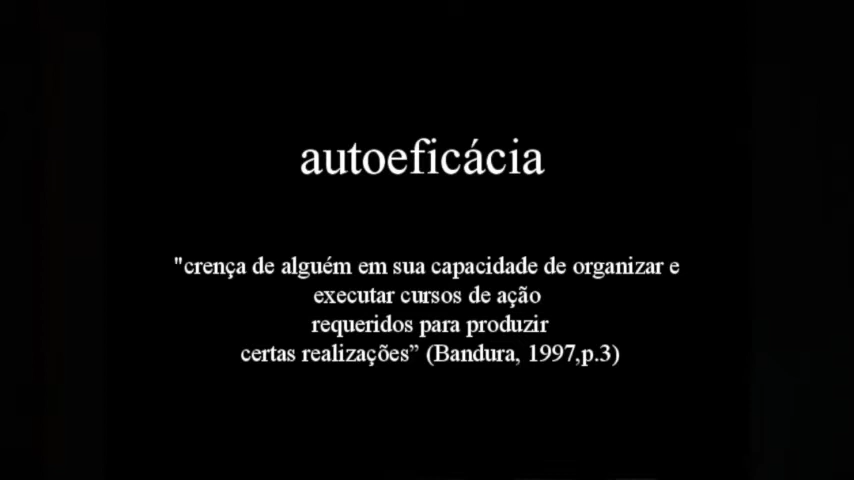 autoeficácia
"crença de alguém em sua capacidade de organizar e
executar cursos de ação
requeridos para produzir
certas realizações” (Bandura, 1997,p.3)